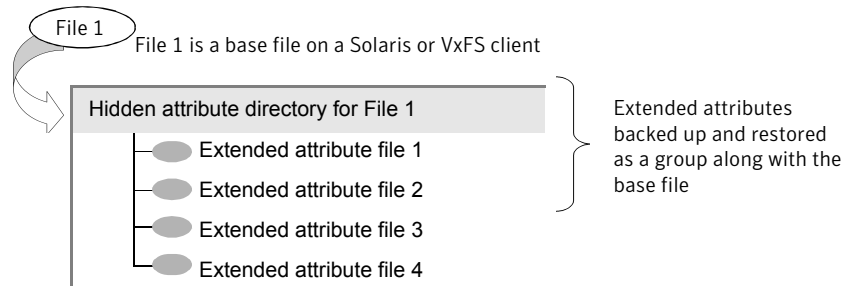 File 1
File 1 is a base file on a Solaris or VxFS client
Hidden attribute directory for File 1
Extended attribute file 1
Extended attribute file 2
Extended attribute file 3
Extended attribute file 4
Extended attributes
backed up and restored
as a group along with the
base file